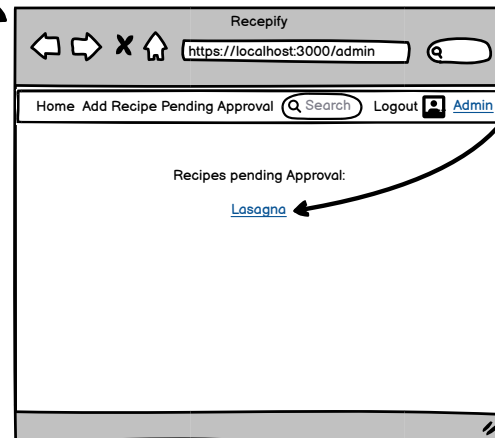 Recepify
https://localhost:3000/admin
Home Add Recipe Pending Approval Search Logout Admin
Recipes pending Approval:
Lasagna